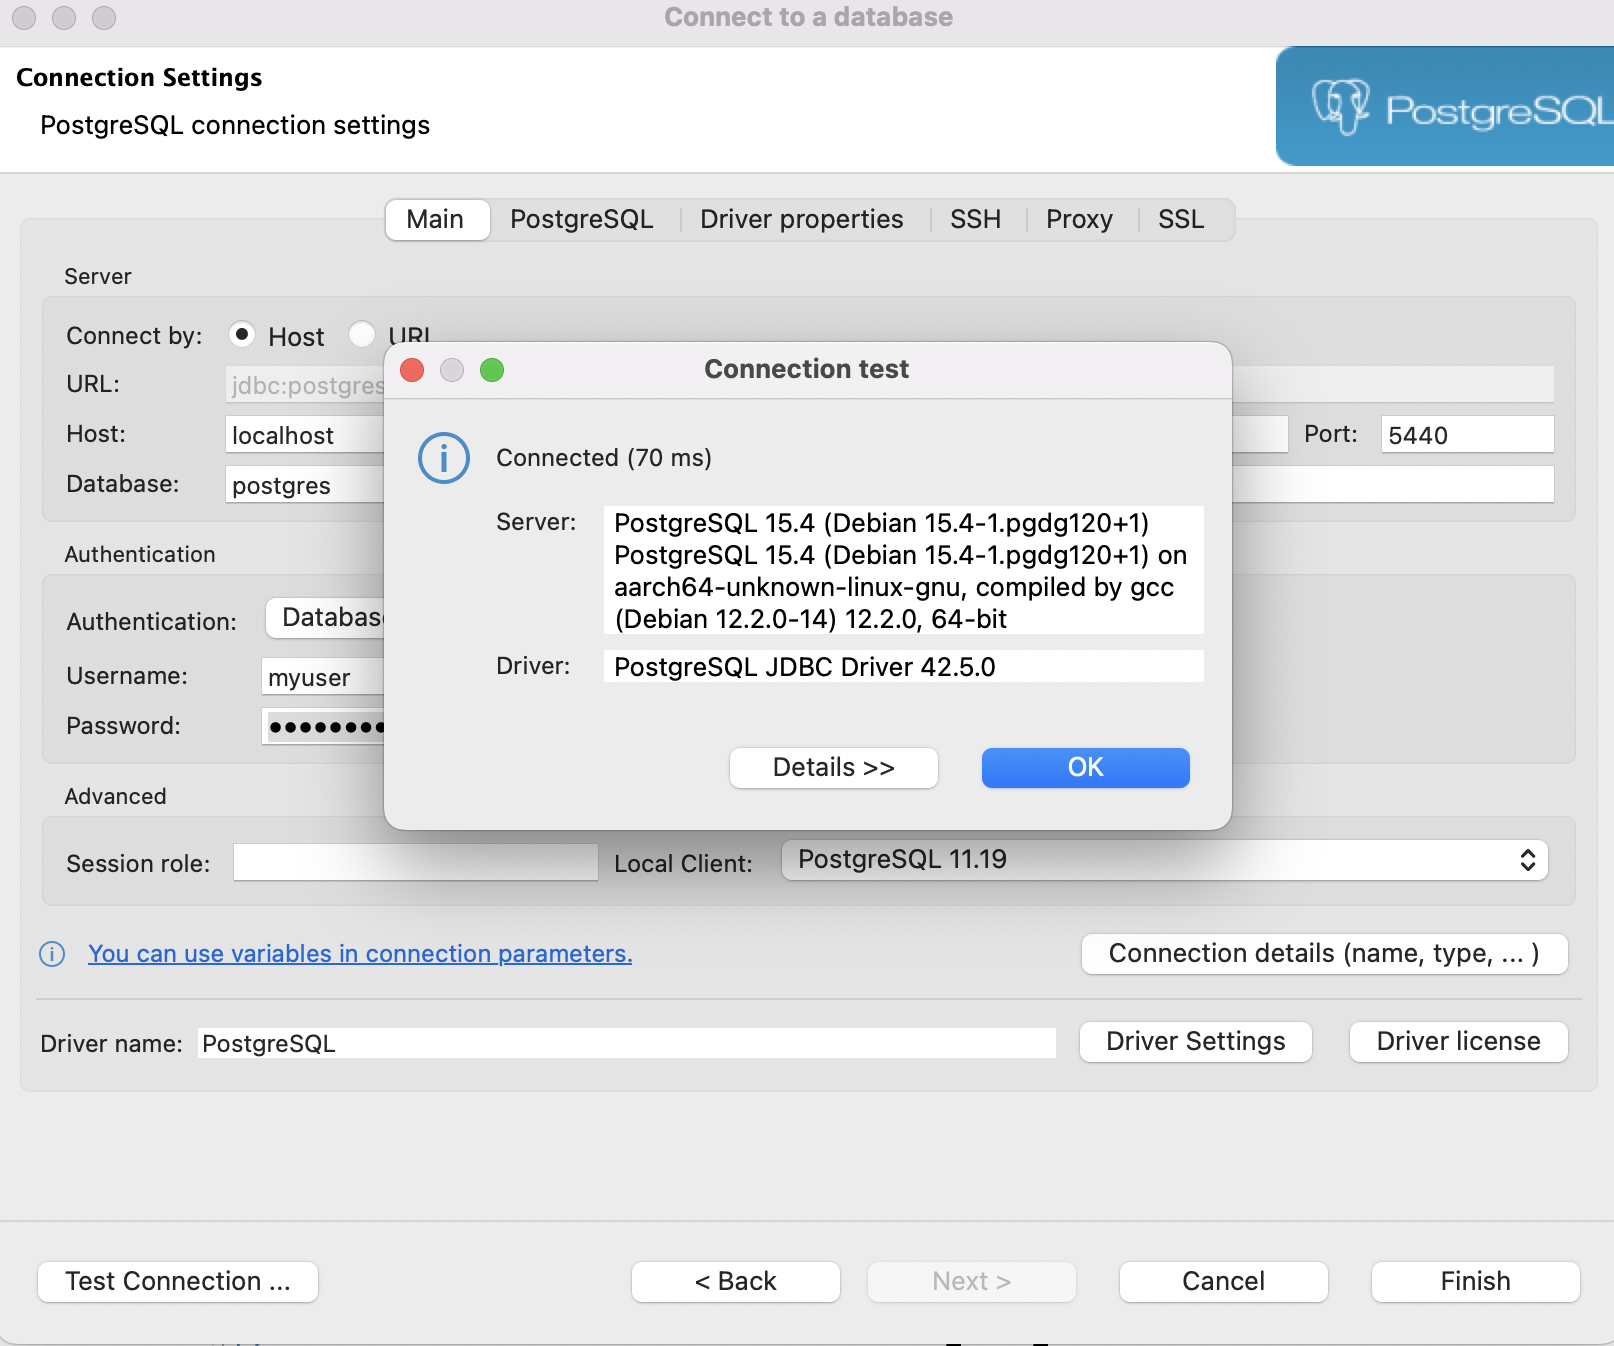 Connect to a database
Connection Settings
PostgreSQL connection settings
PostgreSQL
Main PostgreSQL Driver properties SSH Proxy SSL
Server
Connect by: Host URL
URL: jdbc:postgres
Host: localhost Port: 5440
Database: postgres
Authentication
Authentication: Databas
Username: myuser
Password:
Connection test
Connected (70 ms)
Server: PostgreSQL 15.4 (Debian 15.4-1.pgdg120+1)
PostgreSQL 15.4 (Debian 15.4-1.pgdg120+1) on
aarch64-unknown-linux-gnu, compiled by gcc
(Debian 12.2.0-14) 12.2.0, 64-bit
Driver: PostgreSQL JDBC Driver 42.5.0
Details >> OK
Advanced
Session role: Local Client: PostgreSQL 11.19
You can use variables in connection parameters.
Connection details (name, type, ... )
Driver name: PostgreSQL Driver Settings Driver license
Test Connection ... < Back Next > Cancel Finish